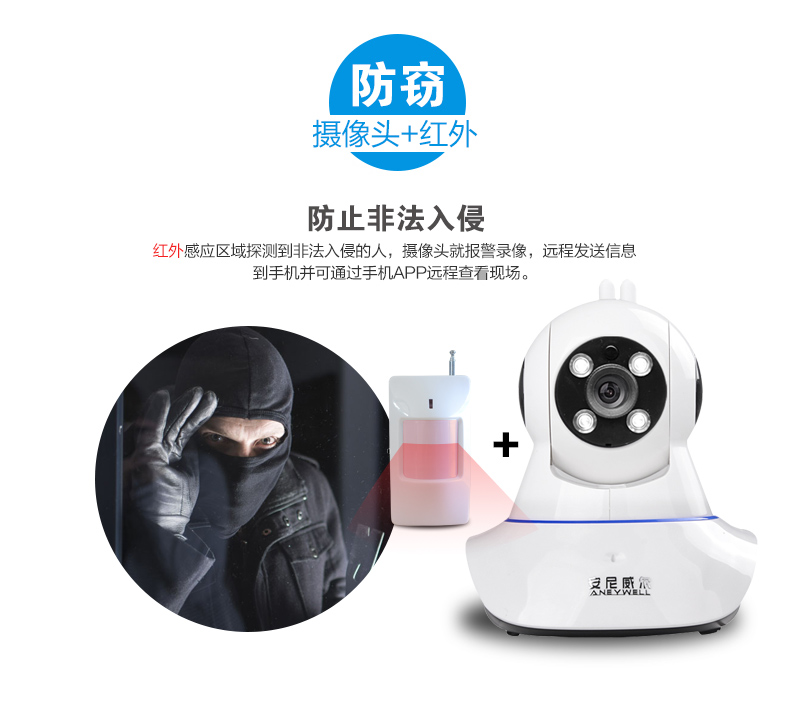 防窃
摄像头+红外
防止非法入侵
红外感应区域探测到非法入侵的人，摄像头就报警录像，远程发送信息
到手机并可通过手机APP远程查看现场。
+
安尼威尔
ANEYWELL